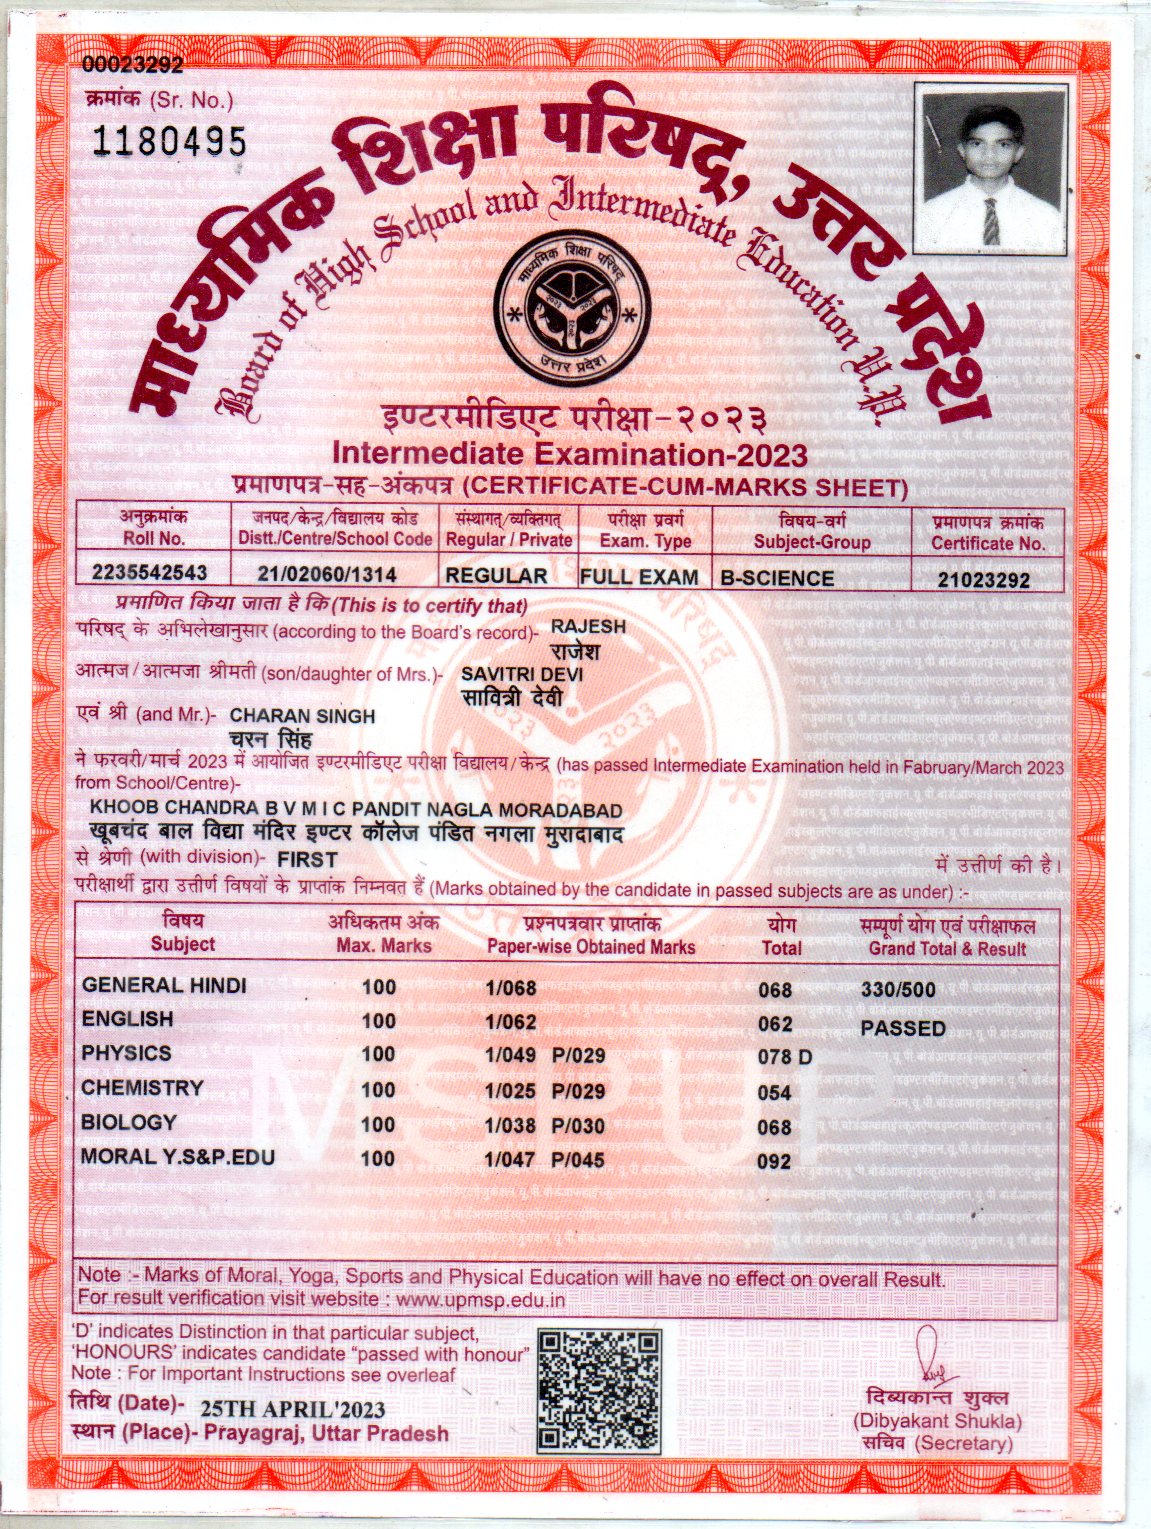 00023292
क्रमांक (Sr. No.)
1180495
माध्यमिक शिक्षा परिषद्, उत्तर प्रदेश
Board of High School and Intermediate Education U.P.
माध्यमिक शिक्षा परिषद्
२०२३ २०२३
२०२३
उत्तर प्रदेश
इण्टरमीडिएट परीक्षा-२०२३
Intermediate Examination-2023
प्रमाणपत्र-सह-अंकपत्र (CERTIFICATE-CUM-MARKS SHEET)
अनुक्रमांक जनपद/केन्द्र/विद्यालय कोड संस्थागत्/व्यक्तिगत् परीक्षा प्रवर्ग विषय-वर्ग प्रमाणपत्र क्रमांक
Roll No. Distt./Centre/School Code Regular / Private Exam. Type Subject-Group Certificate No.
2235542543 21/02060/1314 REGULAR FULL EXAM B-SCIENCE 21023292
प्रमाणित किया जाता है कि (This is to certify that)
परिषद् के अभिलेखानुसार (according to the Board's record)- RAJESH
राजेश
आत्मज/आत्मजा श्रीमती (son/daughter of Mrs.)- SAVITRI DEVI
सावित्री देवी
एवं श्री (and Mr.)- CHARAN SINGH
चरन सिंह
ने फरवरी/मार्च 2023 में आयोजित इण्टरमीडिएट परीक्षा विद्यालय/केन्द्र (has passed Intermediate Examination held in Fabruary/March 2023
from School/Centre)-
KHOOB CHANDRA B V M I C PANDIT NAGLA MORADABAD
खूबचंद बाल विद्या मंदिर इण्टर कॉलेज पंडित नगला मुरादाबाद
से श्रेणी (with division)- FIRST में उत्तीर्ण की है।
परीक्षार्थी द्वारा उत्तीर्ण विषयों के प्राप्तांक निम्नवत हैं (Marks obtained by the candidate in passed subjects are as under) :-
विषय अधिकतम अंक प्रश्नपत्रवार प्राप्तांक योग सम्पूर्ण योग एवं परीक्षाफल
Subject Max. Marks Paper-wise Obtained Marks Total Grand Total & Result
GENERAL HINDI 100 1/068 068 330/500
ENGLISH 100 1/062 062 PASSED
PHYSICS 100 1/049 P/029 078 D
CHEMISTRY 100 1/025 P/029 054
BIOLOGY 100 1/038 P/030 068
MORAL Y.S&P.EDU 100 1/047 P/045 092
MSPUP
Note :- Marks of Moral, Yoga, Sports and Physical Education will have no effect on overall Result.
For result verification visit website : www.upmsp.edu.in
'D' indicates Distinction in that particular subject,
'HONOURS' indicates candidate "passed with honour"
Note : For Important Instructions see overleaf
तिथि (Date)- 25TH APRIL'2023
स्थान (Place)- Prayagraj, Uttar Pradesh
दिब्यकान्त शुक्ल
(Dibyakant Shukla)
सचिव (Secretary)